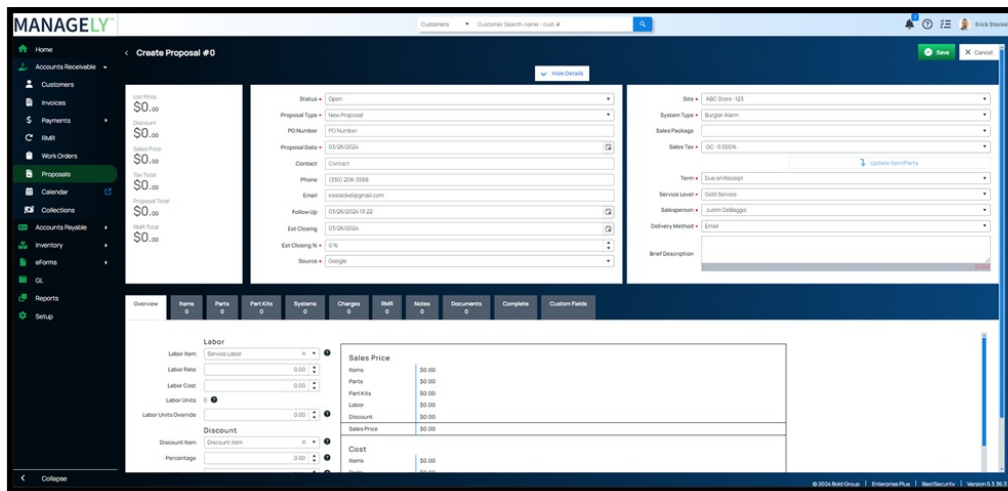 MANAGELY™
Customers Customer Search: name - cust # 1 Erick Steckel
Home
Accounts Receivable
Customers
Invoices
Payments
RMR
Work Orders
Proposals
Calendar
Collections
Accounts Payable
Inventory
eForms
GL
Reports
Setup
Collapse
Create Proposal #0
Save X Cancel
Hide Details
List Price
$0.00
Discount
$0.00
Sales Price
$0.00
Tax Total
$0.00
Proposal Total
$0.00
RMR Total
$0.00
Status • Open
Proposal Type • New Proposal
PO Number PO Number
Proposal Date • 03/26/2024
Contact Contact
Phone (330) 208-3968
Email
Follow Up 03/26/2024 13:22
Est Closing 03/26/2024
Est Closing % • 0 %
Source • Google
Site • ABC Store -123
System Type • Burglar Alarm
Sales Package
Sales Tax •
Update Item/Parts
Term • Due on Receipt
Service Level • Gold Service
Salesperson • Justin DeBaggio
Delivery Method • Email
Brief Description
Overview
Items 0
Parts 0
Part Kits 0
Systems 0
Charges 0
RMR 0
Notes 0
Documents 0
Complete
Custom Fields
Labor
Labor Item Service Labor
Labor Rate 0.00
Labor Cost 0.00
Labor Units 0
Labor Units Override 0.00
Discount
Discount Item Discount item
Percentage 0.00
Sales Price
Items $0.00
Parts $0.00
Part Kits $0.00
Labor $0.00
Discount $0.00
Sales Price $0.00
Cost
Items $0.00
© 2024 Bold Group | Enterprise Plus | BestSecurity